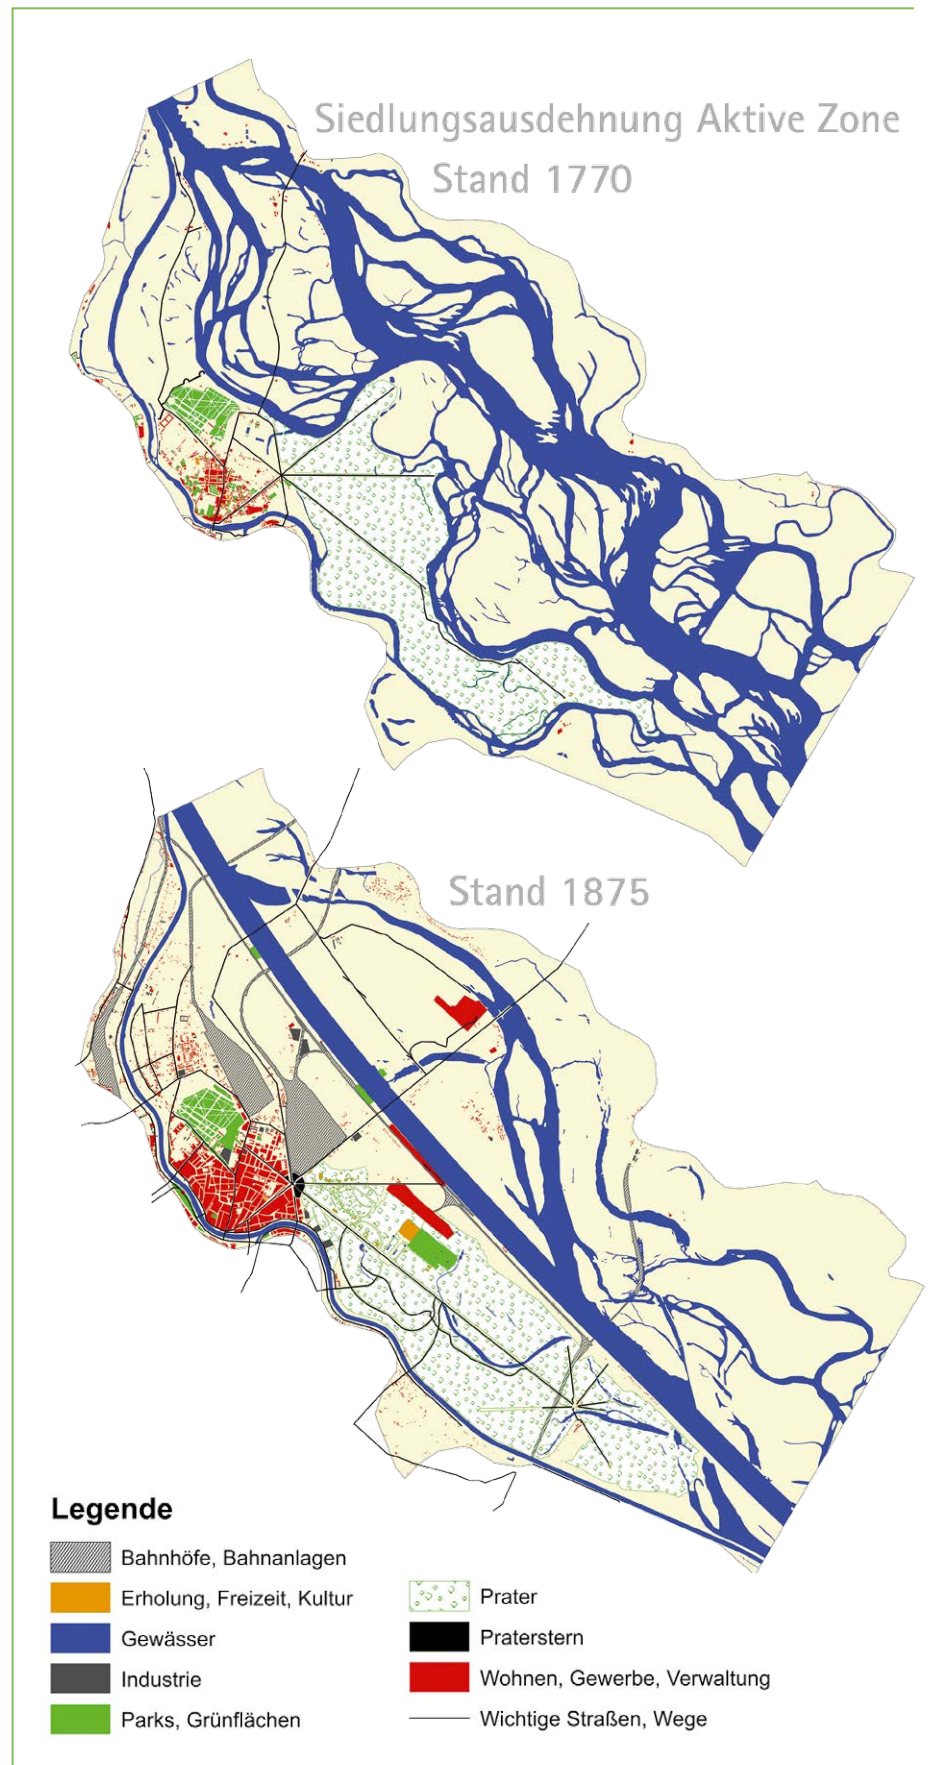 Siedlungsausdehnung Aktive Zone
Stand 1770
Stand 1875
Legende
Bahnhöfe, Bahnanlagen
Erholung, Freizeit, Kultur
Gewässer
Industrie
Parks, Grünflächen
Prater
Praterstern
Wohnen, Gewerbe, Verwaltung
Wichtige Straßen, Wege